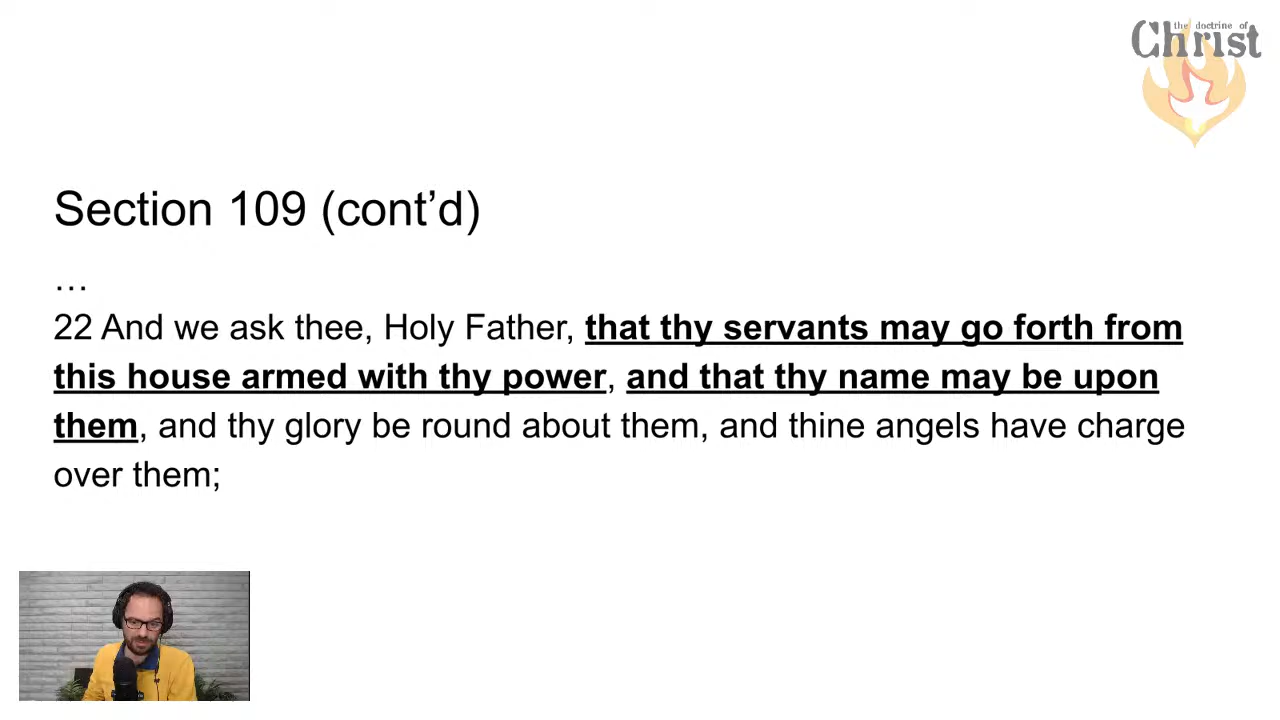 the doctrine of
Christ
Section 109 (cont’d)
…
22 And we ask thee, Holy Father, that thy servants may go forth from
this house armed with thy power, and that thy name may be upon
them, and thy glory be round about them, and thine angels have charge
over them;